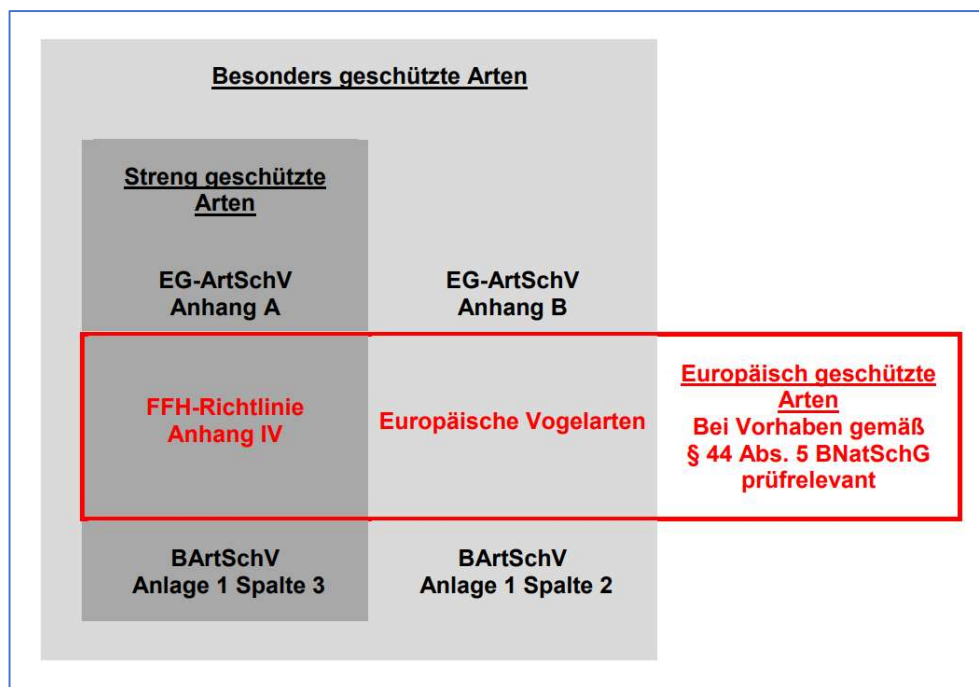 Besonders geschützte Arten
Streng geschützte
Arten
EG-ArtSchV
Anhang A
EG-ArtSchV
Anhang B
FFH-Richtlinie
Anhang IV
Europäische Vogelarten
Europäisch geschützte
Arten
Bei Vorhaben gemäß
§ 44 Abs. 5 BNatSchG
prüfrelevant
BArtSchV
Anlage 1 Spalte 3
BArtSchV
Anlage 1 Spalte 2